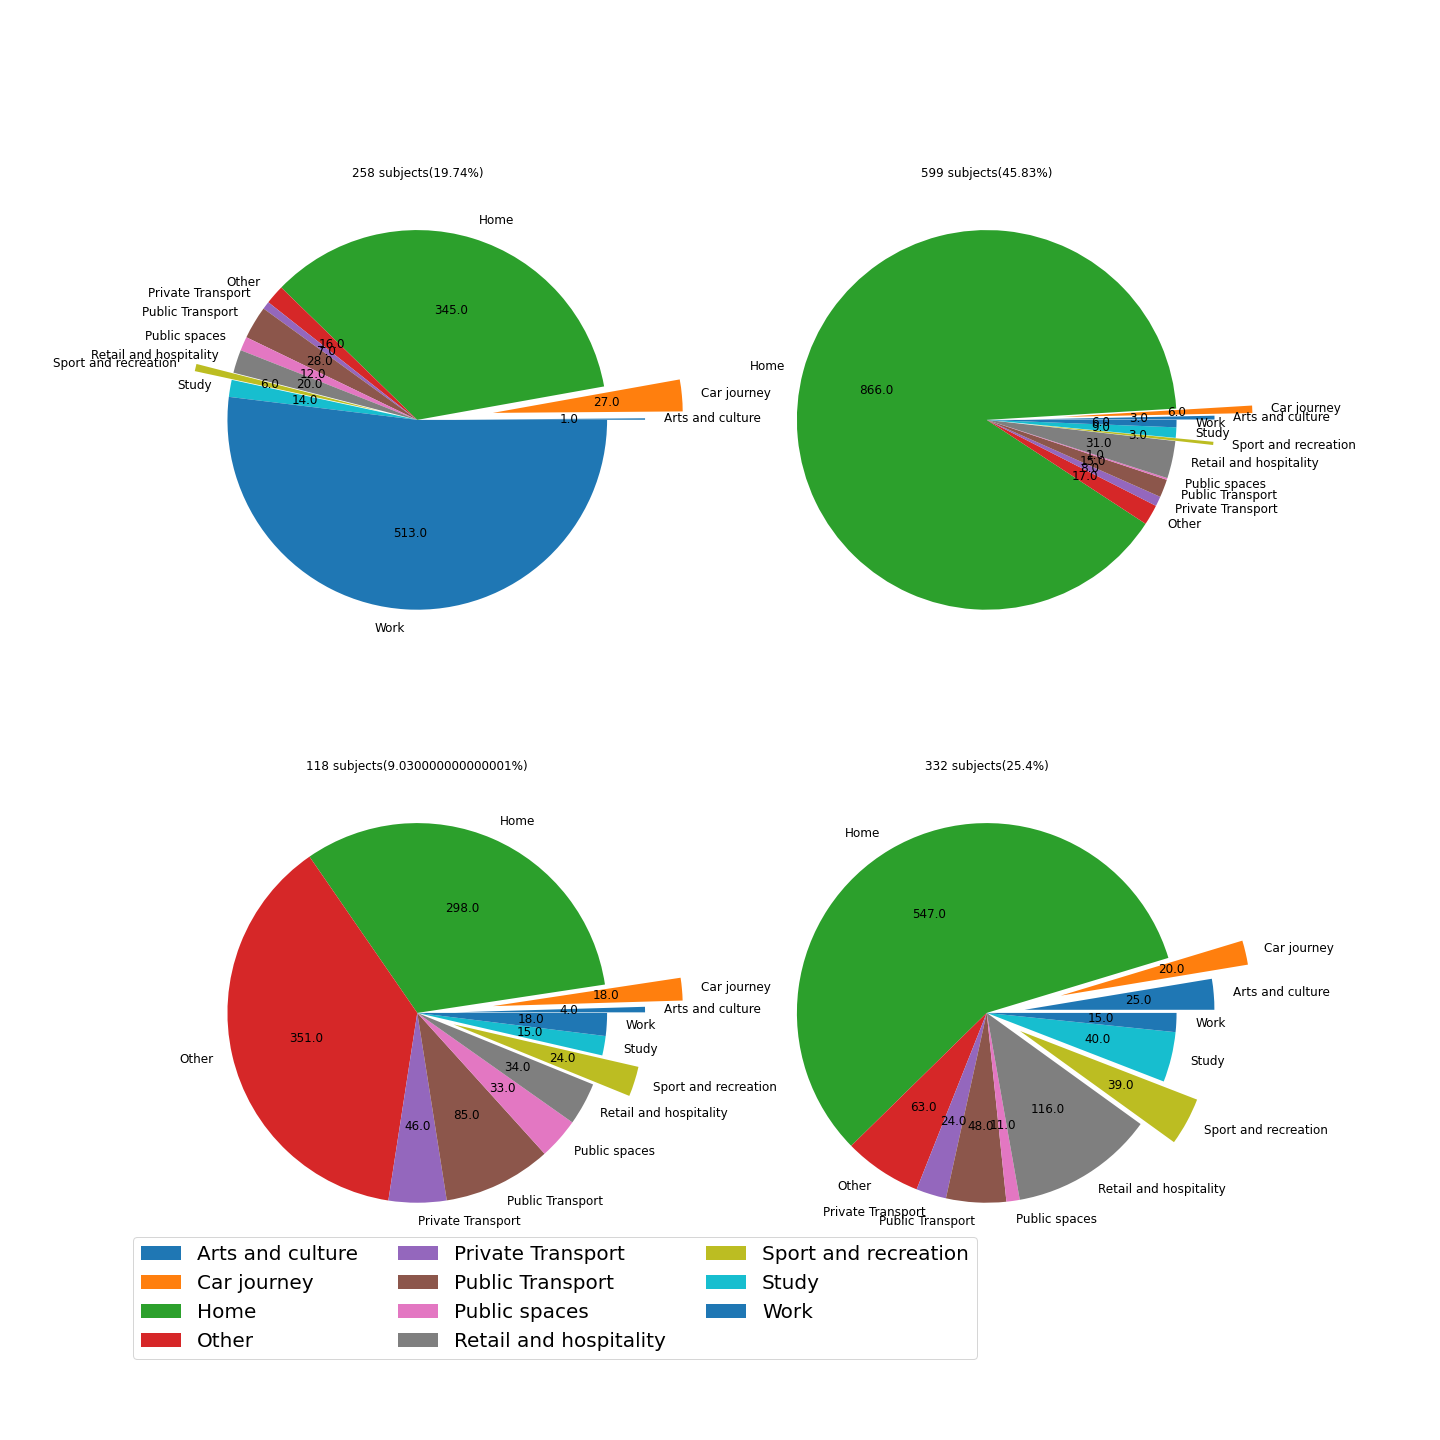 258 subjects(19.74%)
Home
Other
Private Transport
Public Transport
Public spaces
Retail and hospitality
Sport and recreation
Study
Work
Car journey
Arts and culture
345.0
16.0
7.0
28.0
12.0
20.0
6.0
14.0
27.0
1.0
513.0
599 subjects(45.83%)
Home
Car journey
Arts and culture
Work
Study
Sport and recreation
Retail and hospitality
Public spaces
Public Transport
Private Transport
Other
866.0
6.0
3.0
6.0
9.0
3.0
31.0
1.0
15.0
8.0
17.0
118 subjects(9.030000000000001%)
Home
Car journey
Arts and culture
Work
Study
Sport and recreation
Retail and hospitality
Public spaces
Public Transport
Private Transport
Other
298.0
18.0
4.0
18.0
15.0
24.0
34.0
33.0
85.0
46.0
351.0
332 subjects(25.4%)
Home
Car journey
Arts and culture
Work
Study
Sport and recreation
Retail and hospitality
Public spaces
Public Transport
Private Transport
Other
547.0
20.0
25.0
15.0
40.0
39.0
116.0
11.0
48.0
24.0
63.0
Arts and culture
Car journey
Home
Other
Private Transport
Public Transport
Public spaces
Retail and hospitality
Sport and recreation
Study
Work